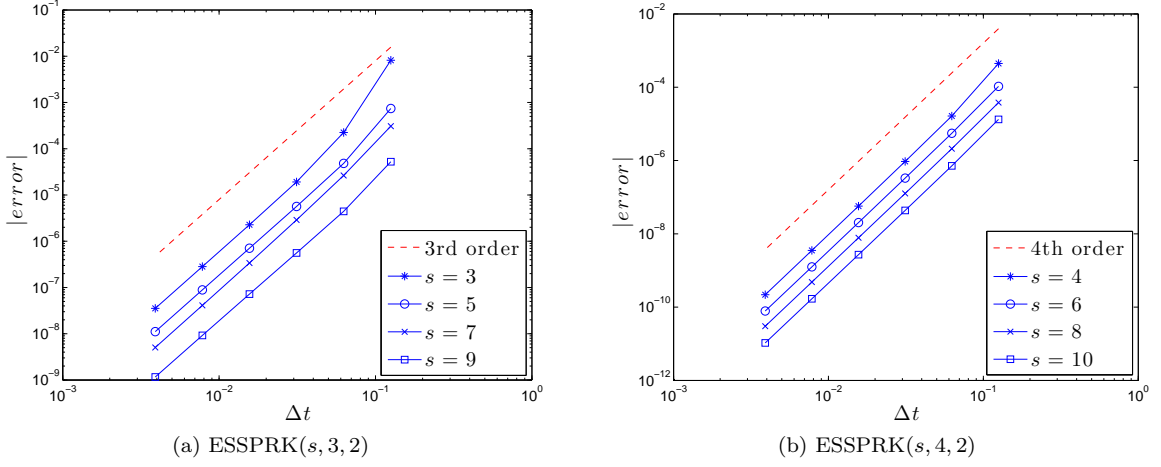 10^{-1}
10^{-2}
10^{-3}
10^{-4}
10^{-5}
10^{-6}
10^{-7}
10^{-8}
10^{-9}
|error|
10^{-3}
10^{-2}
10^{-1}
10^{0}
Δt
3rd order
s = 3
s = 5
s = 7
s = 9
(a) ESSPRK(s, 3, 2)
10^{-2}
10^{-4}
10^{-6}
10^{-8}
10^{-10}
10^{-12}
|error|
10^{-3}
10^{-2}
10^{-1}
10^{0}
Δt
4th order
s = 4
s = 6
s = 8
s = 10
(b) ESSPRK(s, 4, 2)